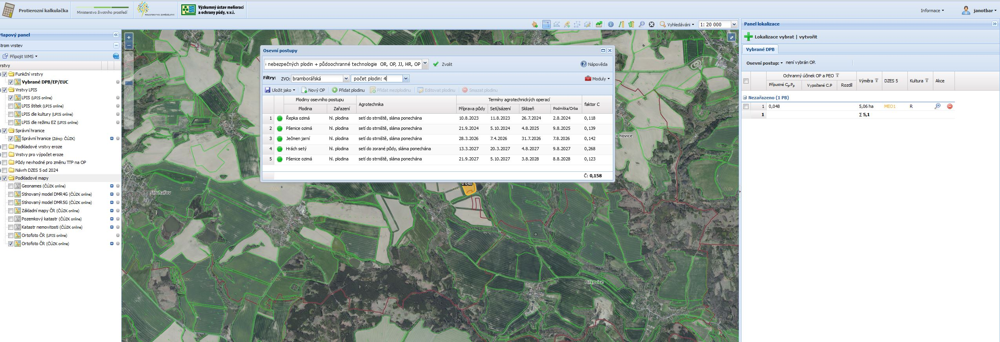 Protierozní kalkulačka
Ministerstvo životního prostředí
MINISTERSTVO ZEMĚDĚLSTVÍ
Výzkumný ústav meliorací
a ochrany půdy, v.v.i.
Informace
janotbar
Vyhledávání
1: 20 000
Mapový panel
Strom vrstev
Připojit WMS
rstvy
Funkční vrstvy
Vybrané DPB/EP/EUC
Vrstvy LPIS
LPIS (LPIS online)
LPIS štítek (LPIS online)
LPIS dle kultury (LPIS online)
LPIS dle režimu EZ (LPIS online)
Správní hranice
Správní hranice (Zdroj: ČÚZK)
Podkladové vrstvy eroze
Vrstvy pro výpočet eroze
Půdy nevhodné pro změnu TTP na OP
Návrh DZES 5 od 2024
Podkladové mapy
Geonames (ČÚZK online)
Stínovaný model DMR4G (ČÚZK online)
Stínovaný model DMR5G (ČÚZK online)
Základní mapy ČR (ČÚZK online)
Pozemkový katastr (ČÚZK online)
Katastr nemovitosti (ČÚZK online)
Ortofoto ČR (LPIS online)
Ortofoto ČR (ČÚZK online)
Osevní postupy
nebezpečných plodin + půdoochranné technologie OR, OP, JJ, HR, OP
Zvolit
Nápověda
Filtry: ZVO: bramborářská počet plodin: 4
Moduly
Uložit jako Nový OP Přidat plodinu Přidat meziplodinu Editovat plodinu Smazat plodinu
Plodiny osevního postupu Agrotechnika Termíny agrotechnických operací faktor C
Plodina Zařazení Příprava půdy Setí/sázení Sklizeň Podmítka/Orba
1 Řepka ozimá hl. plodina setí do strniště, sláma ponechána 10.8.2023 11.8.2023 26.7.2024 2.8.2024 0,118
2 Pšenice ozimá hl. plodina setí do strniště, sláma ponechána 21.9.2024 5.10.2024 4.8.2025 9.8.2025 0,139
3 Ječmen jarní hl. plodina setí do strniště, sláma ponechána 28.3.2026 7.4.2026 31.7.2026 7.8.2026 0,142
4 Hrách setý hl. plodina setí do zorané půdy, sláma ponechána 13.3.2027 20.3.2027 4.8.2027 9.8.2027 0,268
5 Pšenice ozimá hl. plodina setí do strniště, sláma ponechána 21.9.2027 5.10.2027 3.8.2028 8.8.2028 0,123
Č: 0,158
0.048
ichovice
Struhařov
Bílkovice
ČÚZK
ČÚZK
ČÚZK
ČÚZK
ČÚZK
ČÚZK
ČÚZK
ČÚZK
ČÚZK
ČÚZK
ČÚZK
ČÚZK
ČÚZK
Panel lokalizace
Lokalizace vybrat | vytvořit
Vybrané DPB
Osevní postup: není vybrán OP.
Ochranný účinek OP a PEO Výměra DZES 5 Kultura Akce
Přípustné Cp.Pp Vypočtené C.P Rozdíl
Nezařazeno (1 PB)
1 0,048 5,06 ha MEO1 R
1 Σ 5,1